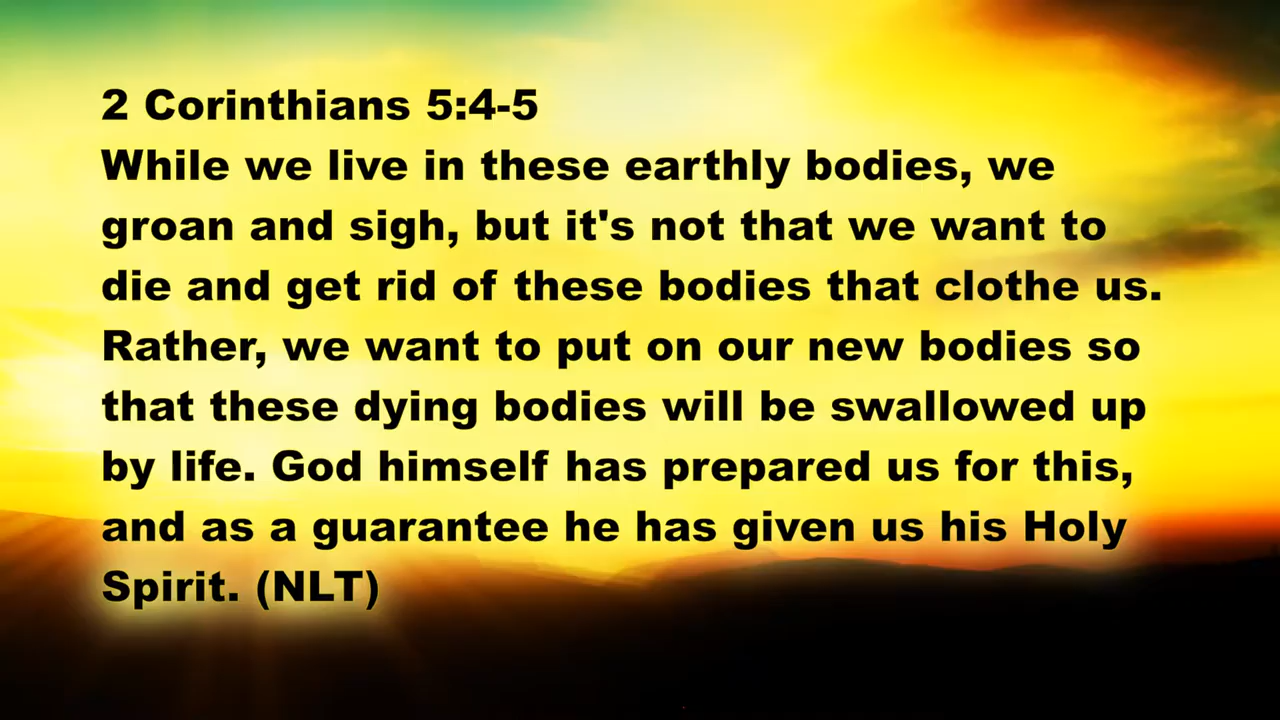 2 Corinthians 5:4-5
While we live in these earthly bodies, we
groan and sigh, but it's not that we want to
die and get rid of these bodies that clothe us.
Rather, we want to put on our new bodies so
that these dying bodies will be swallowed up
by life. God himself has prepared us for this,
and as a guarantee he has given us his Holy
Spirit. (NLT)